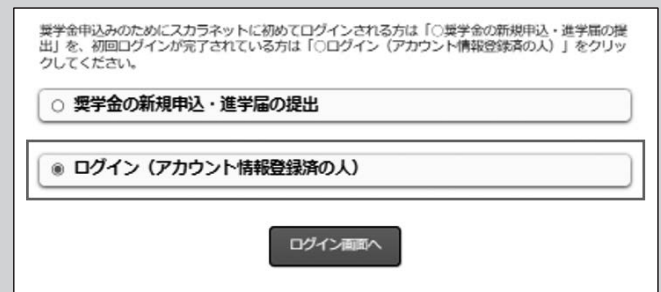 奨学金申込みのためにスカラネットに初めてログインされる方は「○奨学金の新規申込・進学届の提
出」を、初回ログインが完了されている方は「○ログイン（アカウント情報登録済の人）」をクリッ
クしてください。
奨学金の新規申込・進学届の提出
ログイン（アカウント情報登録済の人）
ログイン画面へ